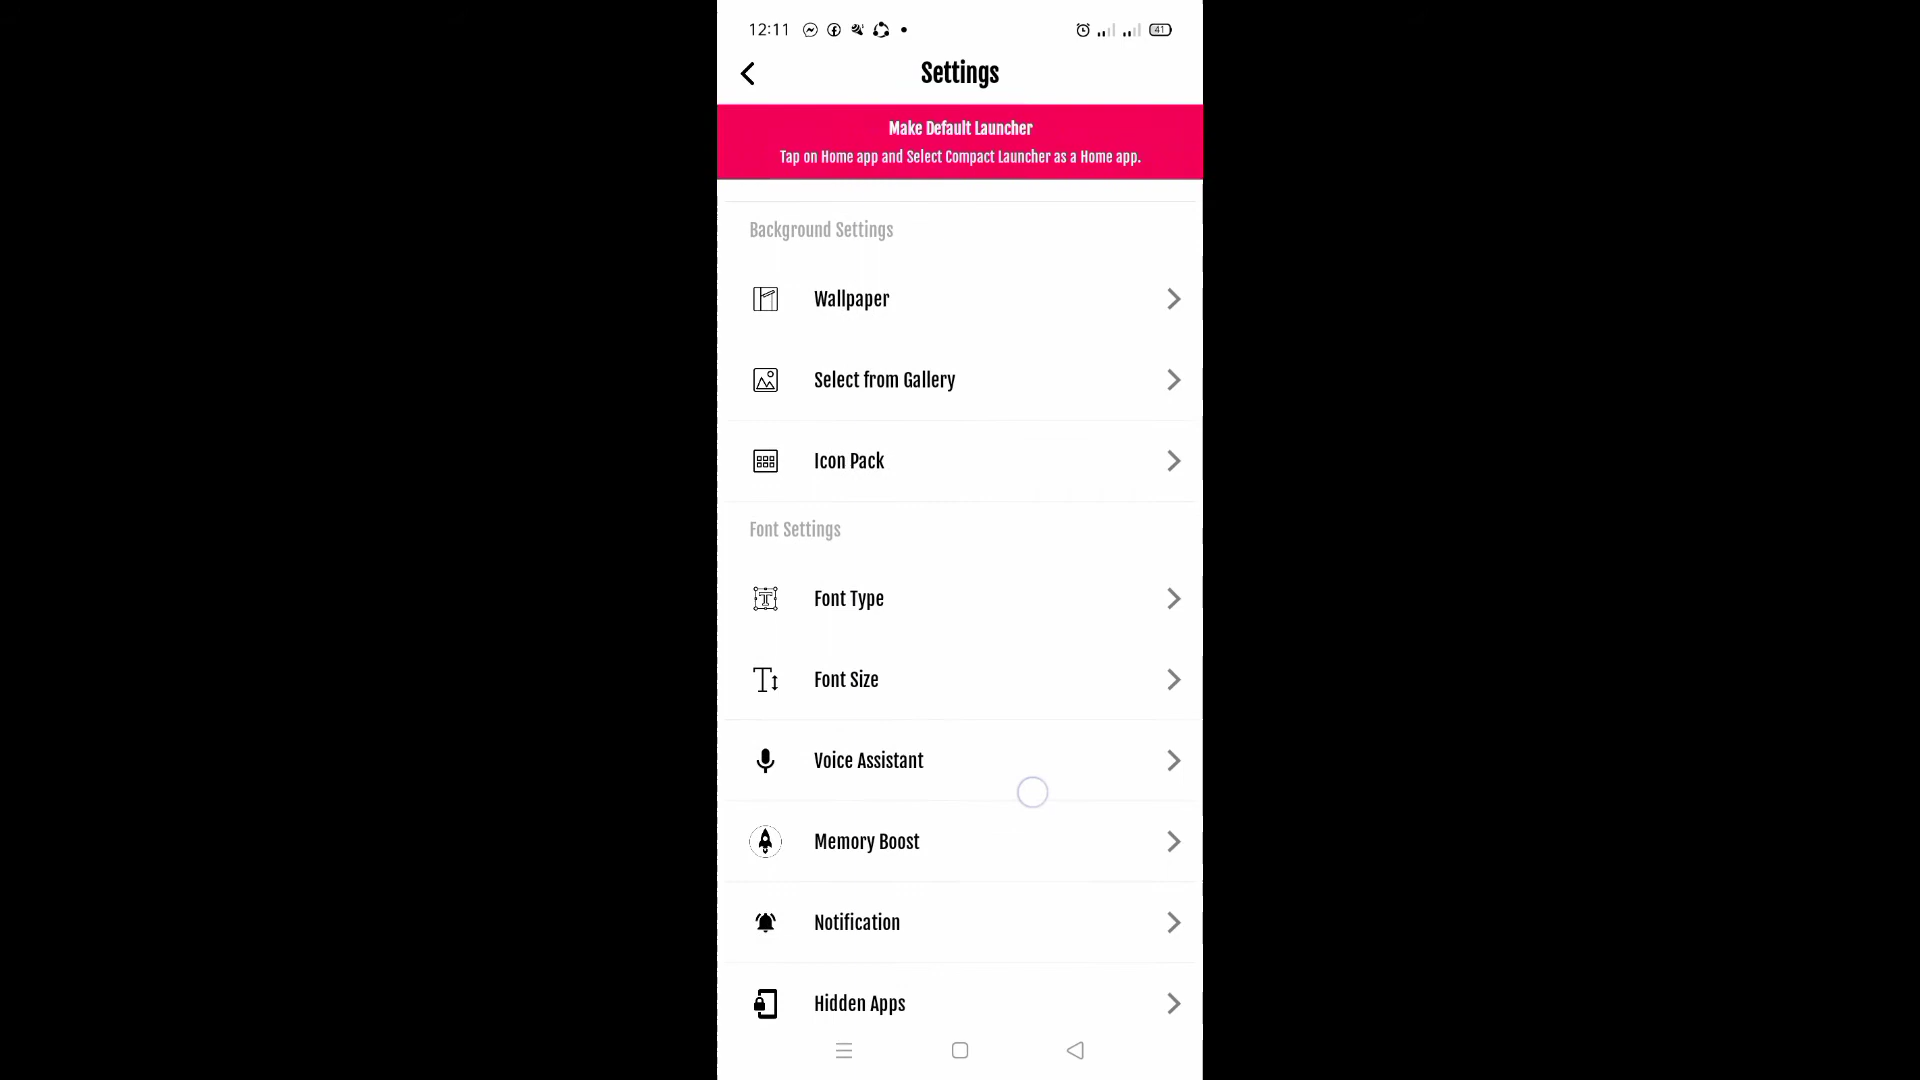 12:11
41
Settings
Make Default Launcher
Tap on Home app and Select Compact Launcher as a Home app.
Background Settings
Wallpaper
Select from Gallery
Icon Pack
Font Settings
Font Type
Font Size
Voice Assistant
Memory Boost
Notification
Hidden Apps